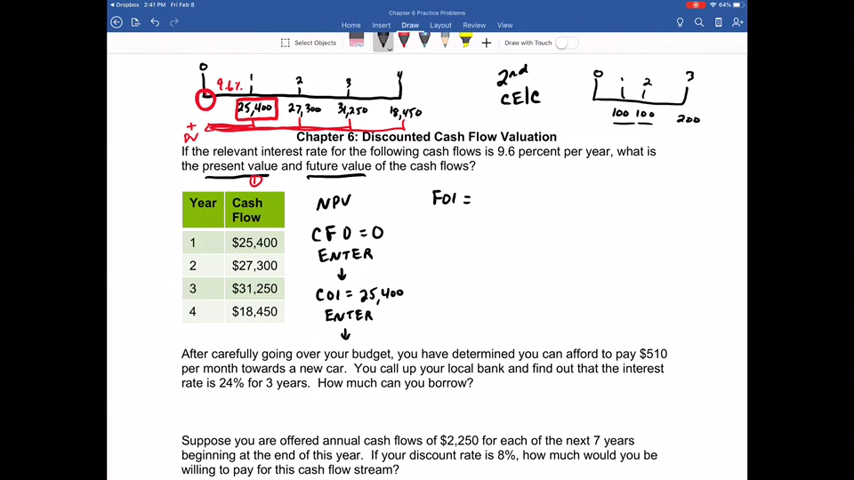 Dropbox 2:41 PM Fri Feb 8
Chapter 6 Practice Problems
64%
Home Insert Draw Layout Review View
Select Objects
Draw with Touch
0 9.6% 1 2 3 4
25,400 27,300 31,250 18,450
+
PV
2nd
CE|C
0 1 2 3
100 100 200
Chapter 6: Discounted Cash Flow Valuation
If the relevant interest rate for the following cash flows is 9.6 percent per year, what is
the present value and future value of the cash flows?
1
Year Cash Flow
1 $25,400
2 $27,300
3 $31,250
4 $18,450
NPV
CF0 = 0
ENTER
↓
C01 = 25,400
ENTER
↓
F01 =
After carefully going over your budget, you have determined you can afford to pay $510
per month towards a new car. You call up your local bank and find out that the interest
rate is 24% for 3 years. How much can you borrow?
Suppose you are offered annual cash flows of $2,250 for each of the next 7 years
beginning at the end of this year. If your discount rate is 8%, how much would you be
willing to pay for this cash flow stream?